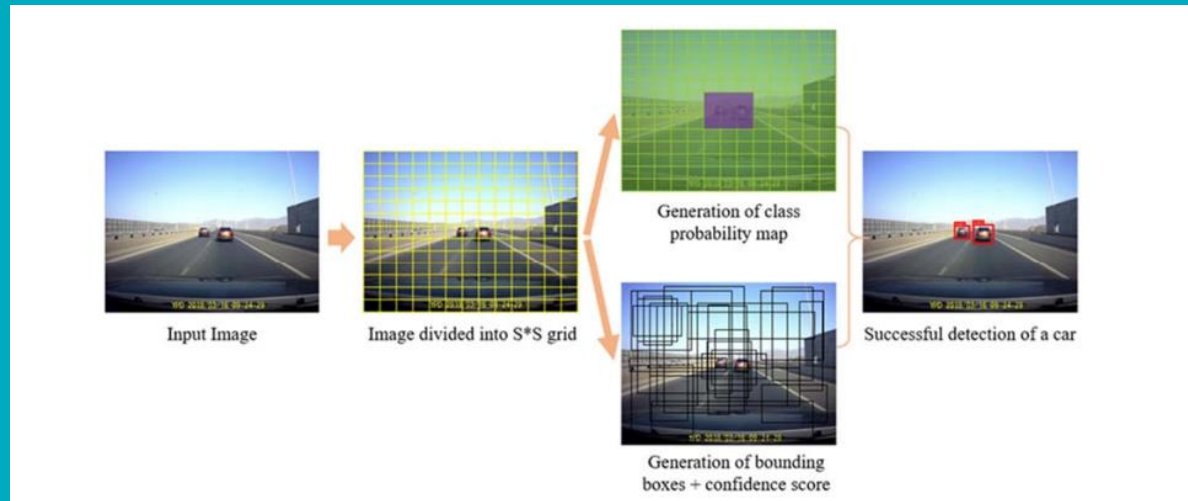 Input Image
Image divided into S*S grid
Generation of class
probability map
Generation of bounding
boxes + confidence score
Successful detection of a car